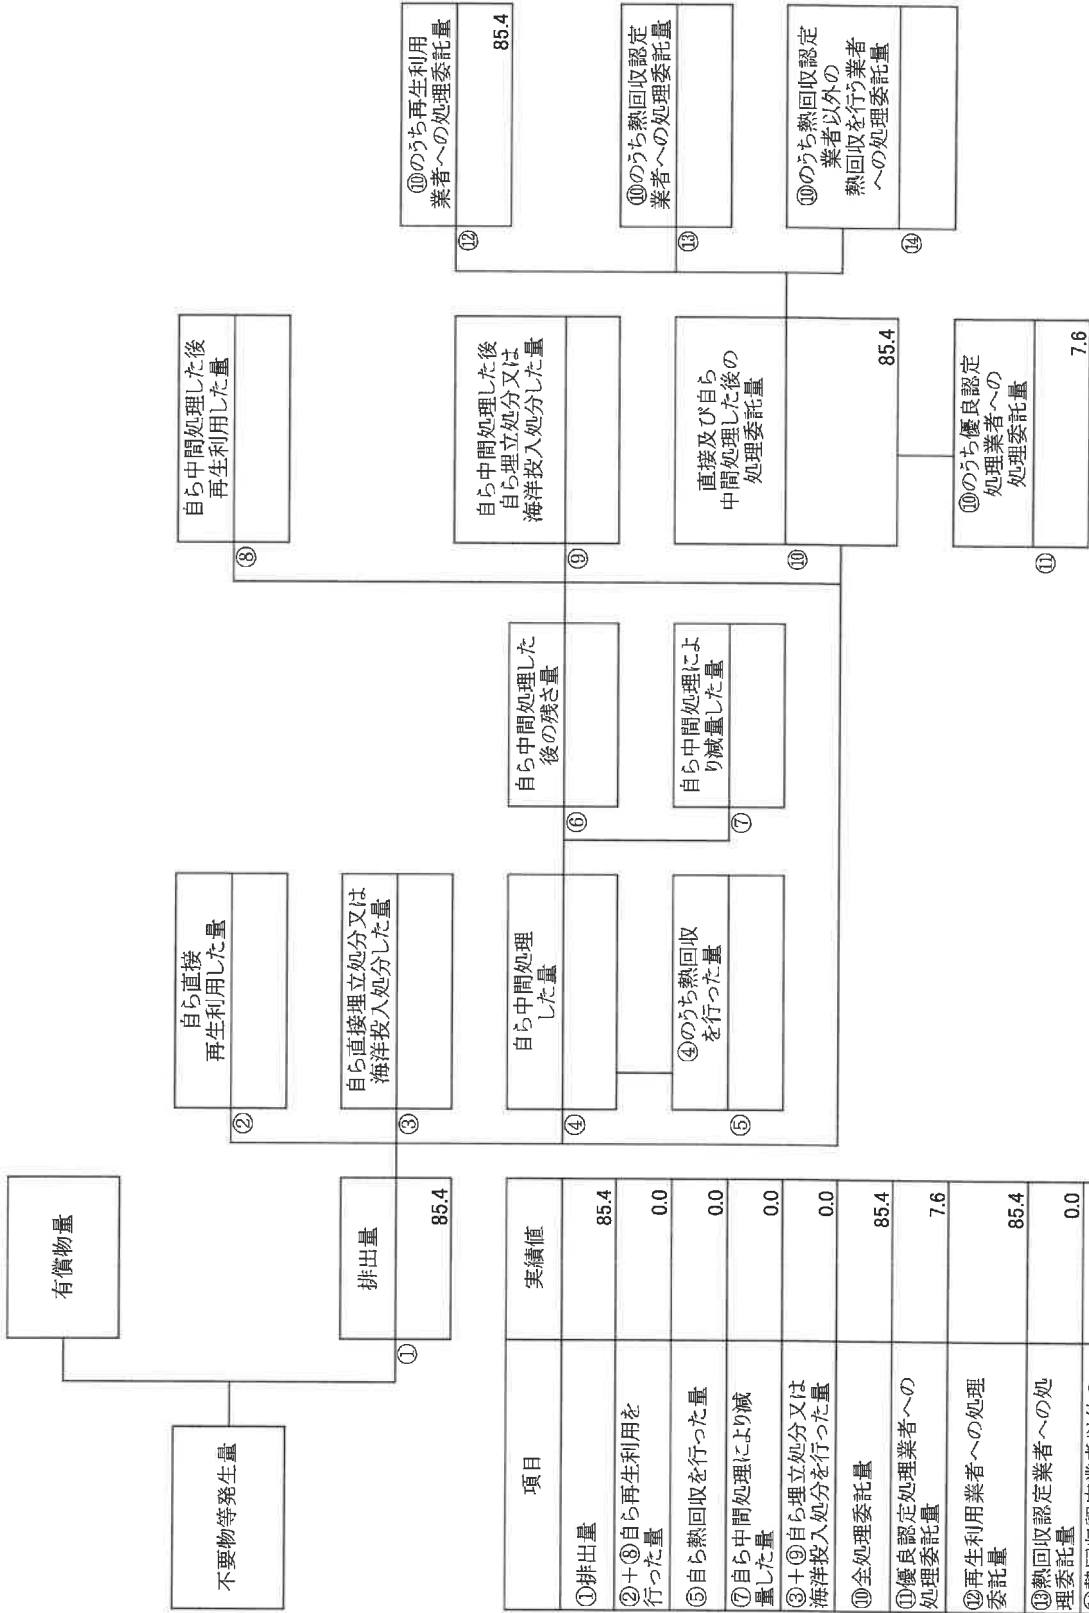 有償物量
不要物等発生量
排出量
①
85.4
自ら直接
再生利用した量
②
自ら直接埋立処分又は
海洋投入処分した量
③
自ら中間処理
した量
④
④のうち熱回収
を行った量
⑤
自ら中間処理した
後の残さ量
⑥
自ら中間処理によ
り減量した量
⑦
自ら中間処理した後
再生利用した量
⑧
自ら中間処理した後
自ら埋立処分又は
海洋投入処分した量
⑨
直接及び自ら
中間処理した後の
処理委託量
⑩
85.4
⑩のうち優良認定
処理業者への
処理委託量
⑪
7.6
⑩のうち再生利用
業者への処理委託量
⑫
85.4
⑩のうち熱回収認定
業者への処理委託量
⑬
⑩のうち熱回収認定
業者以外の
熱回収を行う業者
への処理委託量
⑭
項目
実績値
①排出量
85.4
②+⑧自ら再生利用を
行った量
0.0
⑤自ら熱回収を行った量
0.0
⑦自ら中間処理により減
量した量
0.0
③+⑨自ら埋立処分又は
海洋投入処分を行った量
0.0
⑩全処理委託量
85.4
⑪優良認定処理業者への
処理委託量
7.6
⑫再生利用業者への処理
委託量
85.4
⑬熱回収認定業者への処
理委託量
0.0